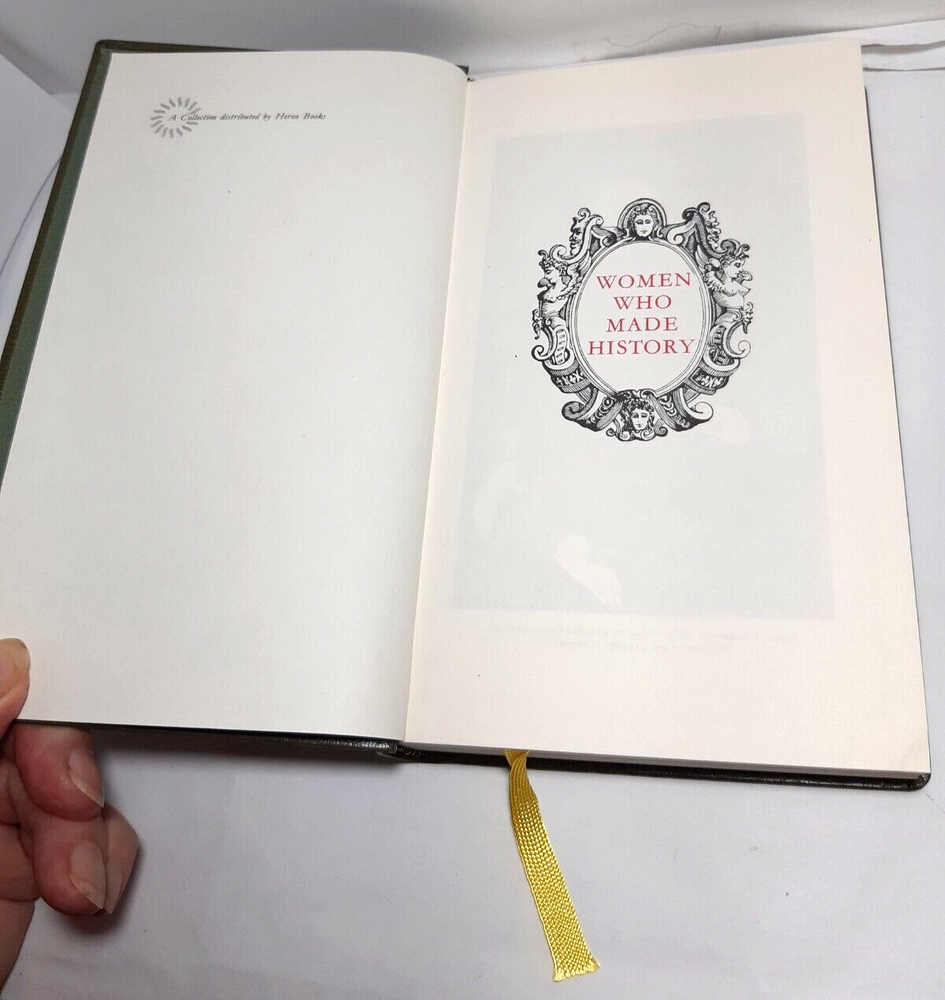 A Collection distributed by Heron Books
WOMEN
WHO
MADE
HISTORY